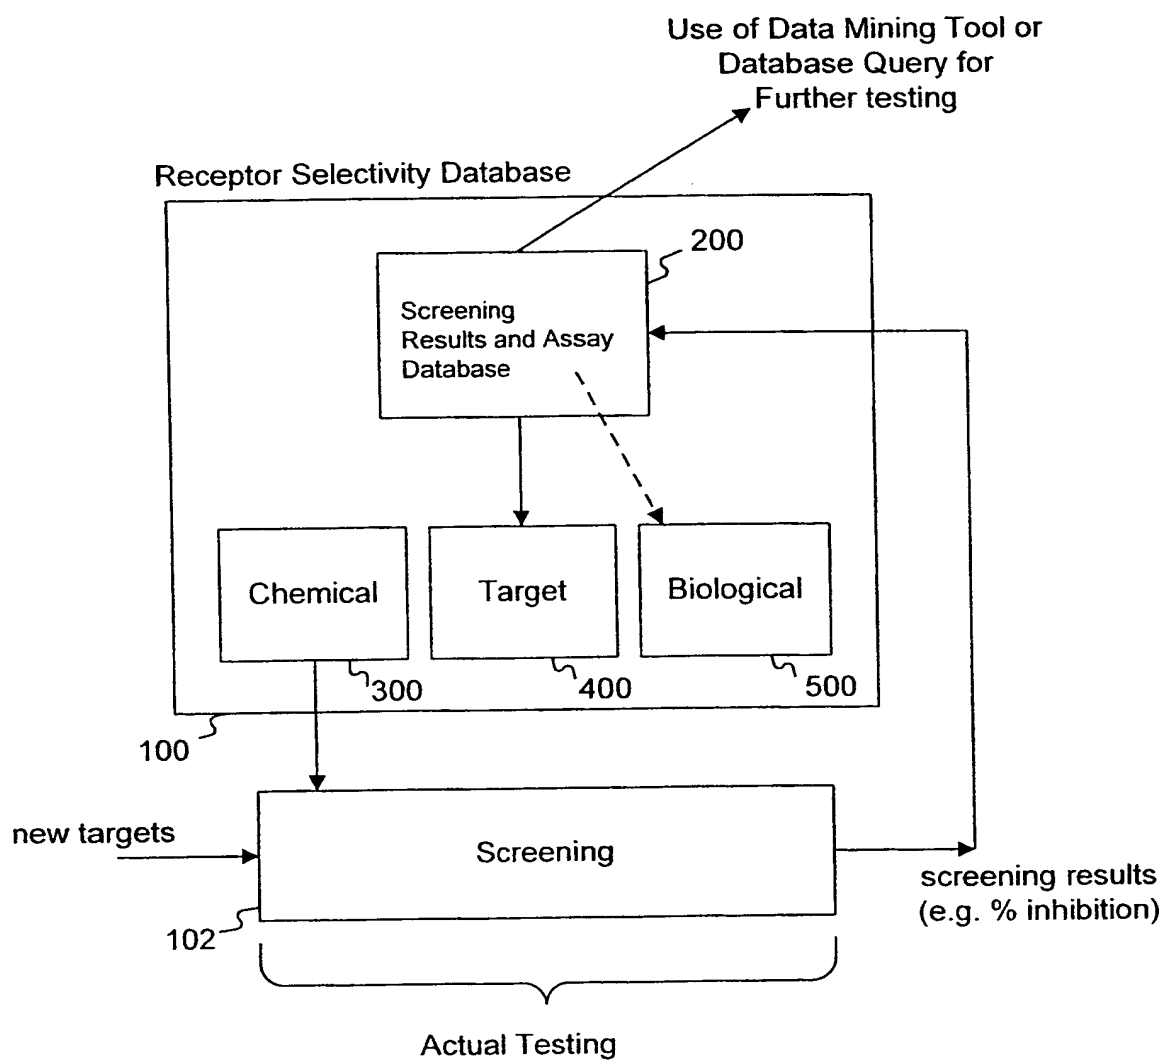 Use of Data Mining Tool or
Database Query for
Further testing
Receptor Selectivity Database
200
Screening
Results and Assay
Database
Chemical
Target
Biological
300
400
500
100
new targets
Screening
screening results
(e.g. % inhibition)
102
Actual Testing